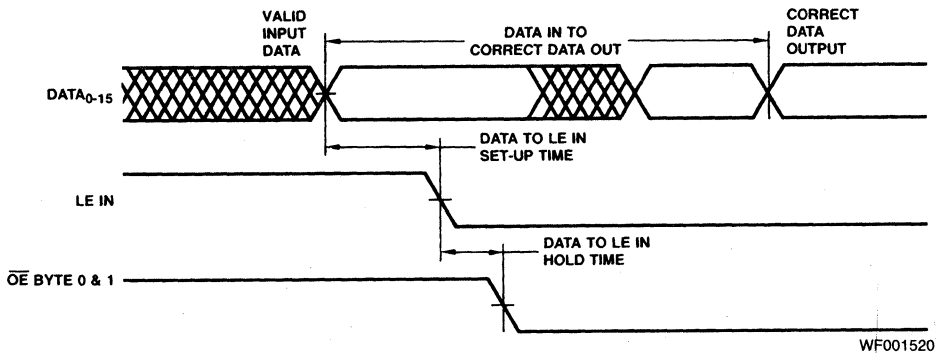 VALID
INPUT
DATA
DATA IN TO
CORRECT DATA OUT
CORRECT
DATA
OUTPUT
DATA0-15
DATA TO LE IN
SET-UP TIME
LE IN
DATA TO LE IN
HOLD TIME
OE BYTE 0 & 1
WF001520